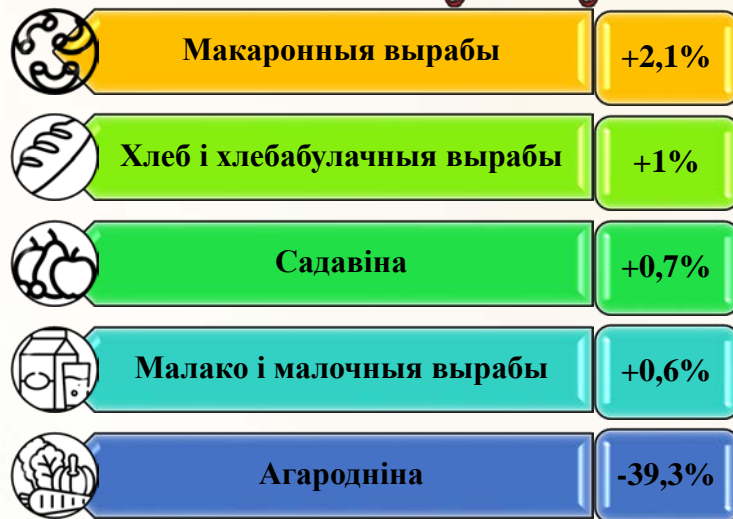 Макаронныя вырабы +2,1%
Хлеб і хлебабулачныя вырабы +1%
Садавіна +0,7%
Малако і малочныя вырабы +0,6%
Агародніна -39,3%